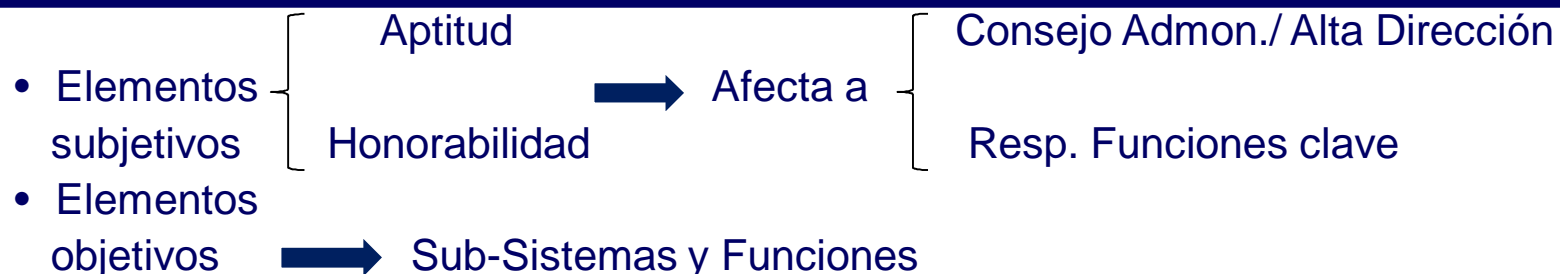 Aptitud Consejo Admon./ Alta Dirección
• Elementos Afecta a
subjetivos Honorabilidad Resp. Funciones clave
• Elementos
objetivos Sub-Sistemas y Funciones